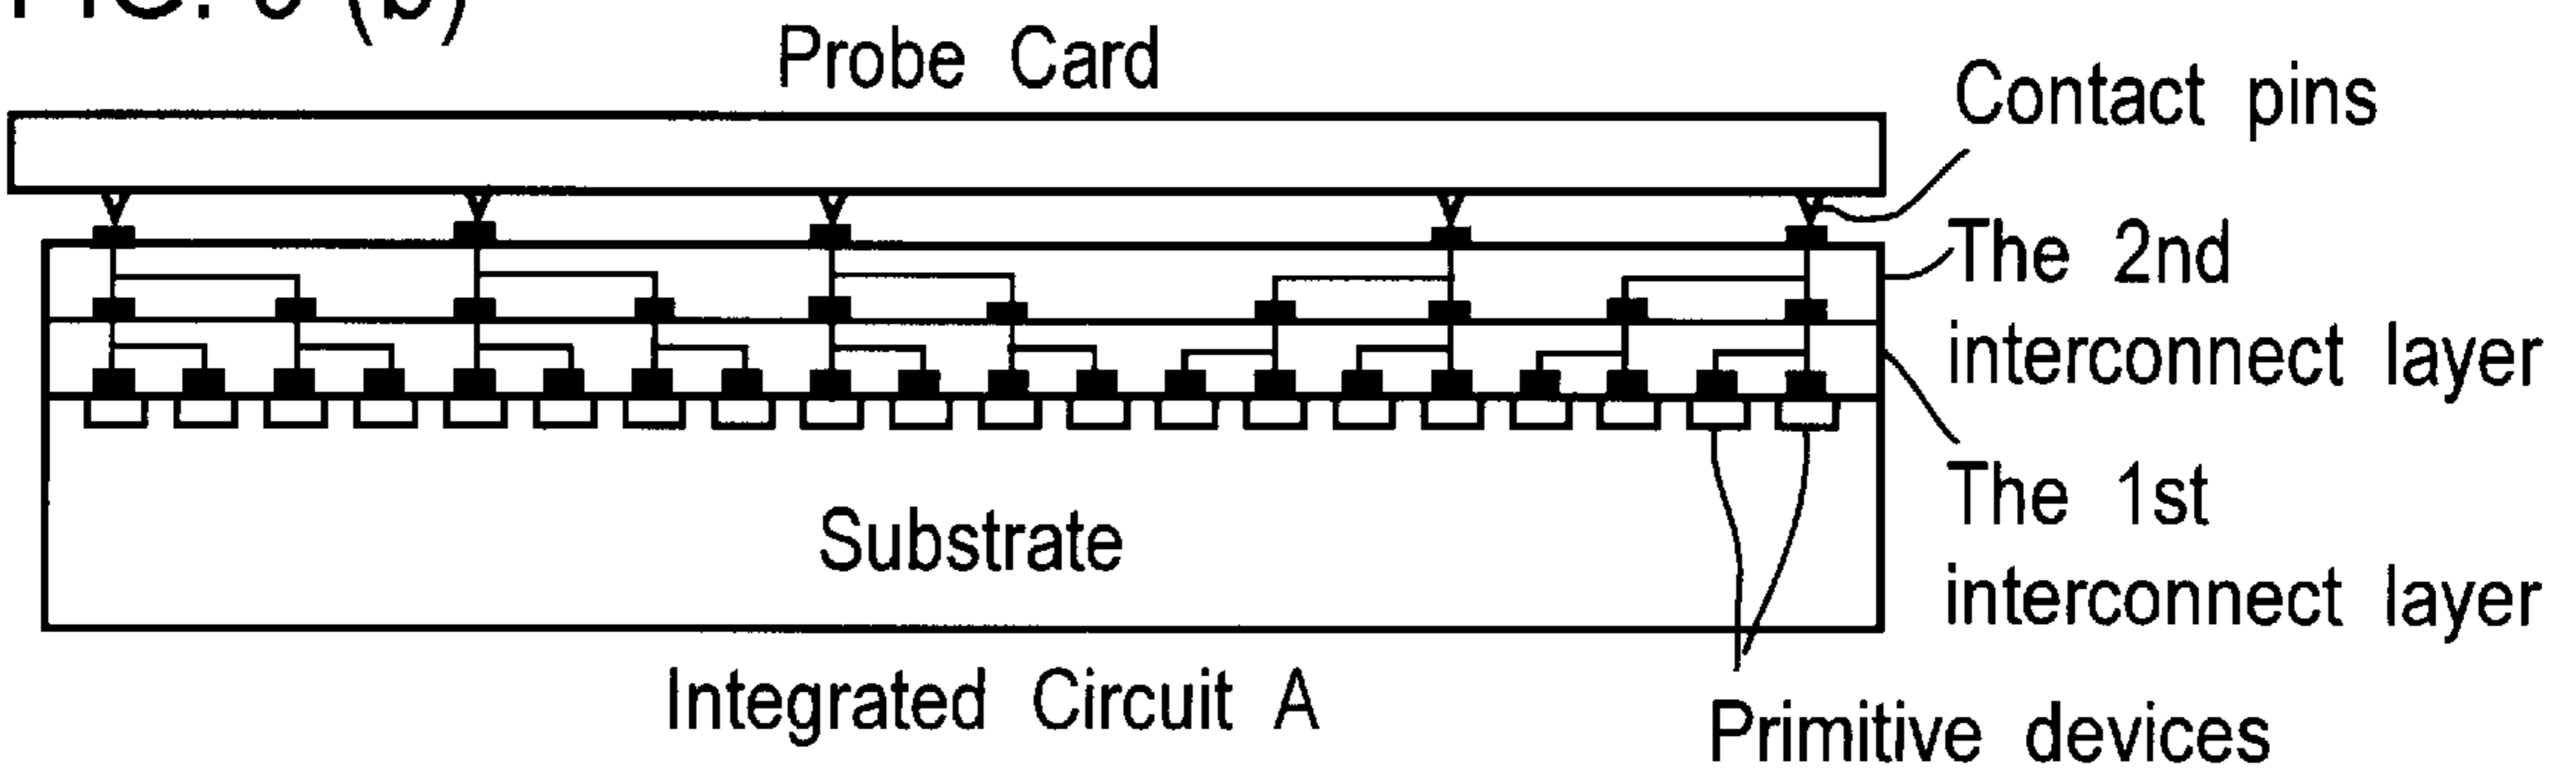 (b)
Probe Card
Contact pins
The 2nd
interconnect layer
The 1st
interconnect layer
Substrate
Integrated Circuit A
Primitive devices